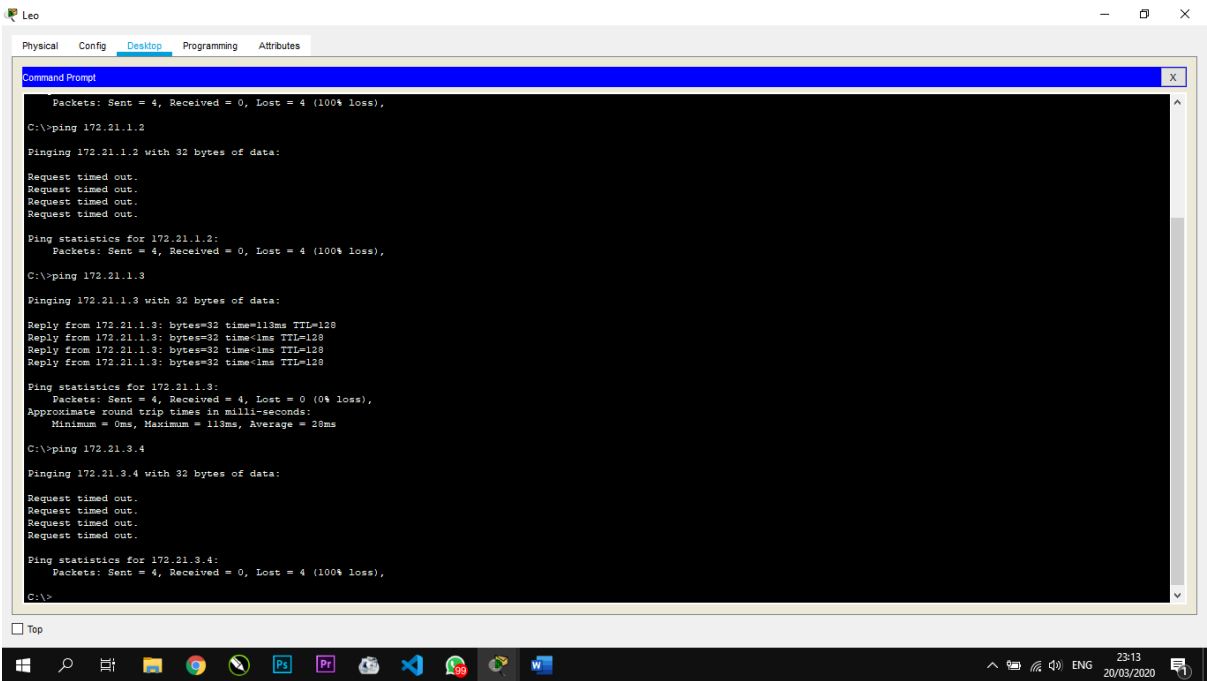 Leo
Physical Config Desktop Programming Attributes
Command Prompt X
Packets: Sent = 4, Received = 0, Lost = 4 (100% loss),
C:\>ping 172.21.1.2
Pinging 172.21.1.2 with 32 bytes of data:
Request timed out.
Request timed out.
Request timed out.
Request timed out.
Ping statistics for 172.21.1.2:
Packets: Sent = 4, Received = 0, Lost = 4 (100% loss),
C:\>ping 172.21.1.3
Pinging 172.21.1.3 with 32 bytes of data:
Reply from 172.21.1.3: bytes=32 time=113ms TTL=128
Reply from 172.21.1.3: bytes=32 time<1ms TTL=128
Reply from 172.21.1.3: bytes=32 time<1ms TTL=128
Reply from 172.21.1.3: bytes=32 time<1ms TTL=128
Ping statistics for 172.21.1.3:
Packets: Sent = 4, Received = 4, Lost = 0 (0% loss),
Approximate round trip times in milli-seconds:
Minimum = 0ms, Maximum = 113ms, Average = 28ms
C:\>ping 172.21.3.4
Pinging 172.21.3.4 with 32 bytes of data:
Request timed out.
Request timed out.
Request timed out.
Request timed out.
Ping statistics for 172.21.3.4:
Packets: Sent = 4, Received = 0, Lost = 4 (100% loss),
C:\>
Top
Ps Pr 99 W ENG 23:13
20/03/2020 1